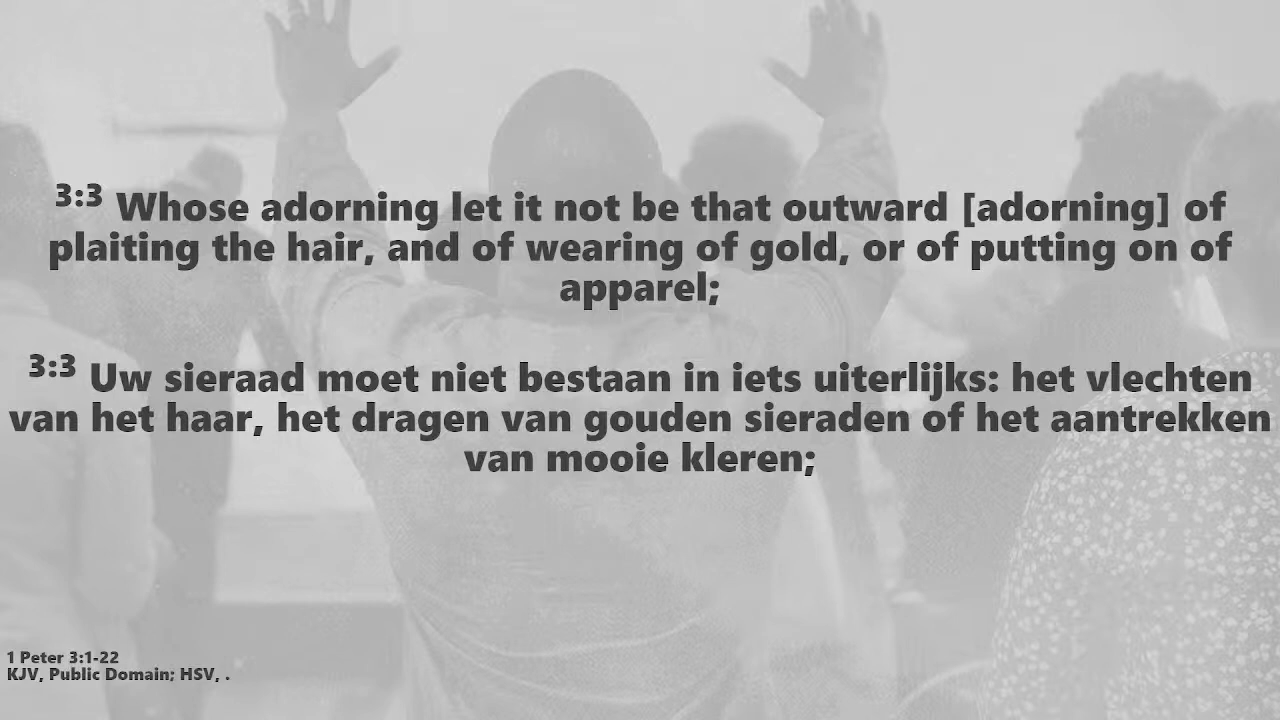 3:3 Whose adorning let it not be that outward [adorning] of
plaiting the hair, and of wearing of gold, or of putting on of
apparel;
3:3 Uw sieraad moet niet bestaan in iets uiterlijks: het vlechten
van het haar, het dragen van gouden sieraden of het aantrekken
van mooie kleren;
1 Peter 3:1-22
KJV, Public Domain; HSV, .